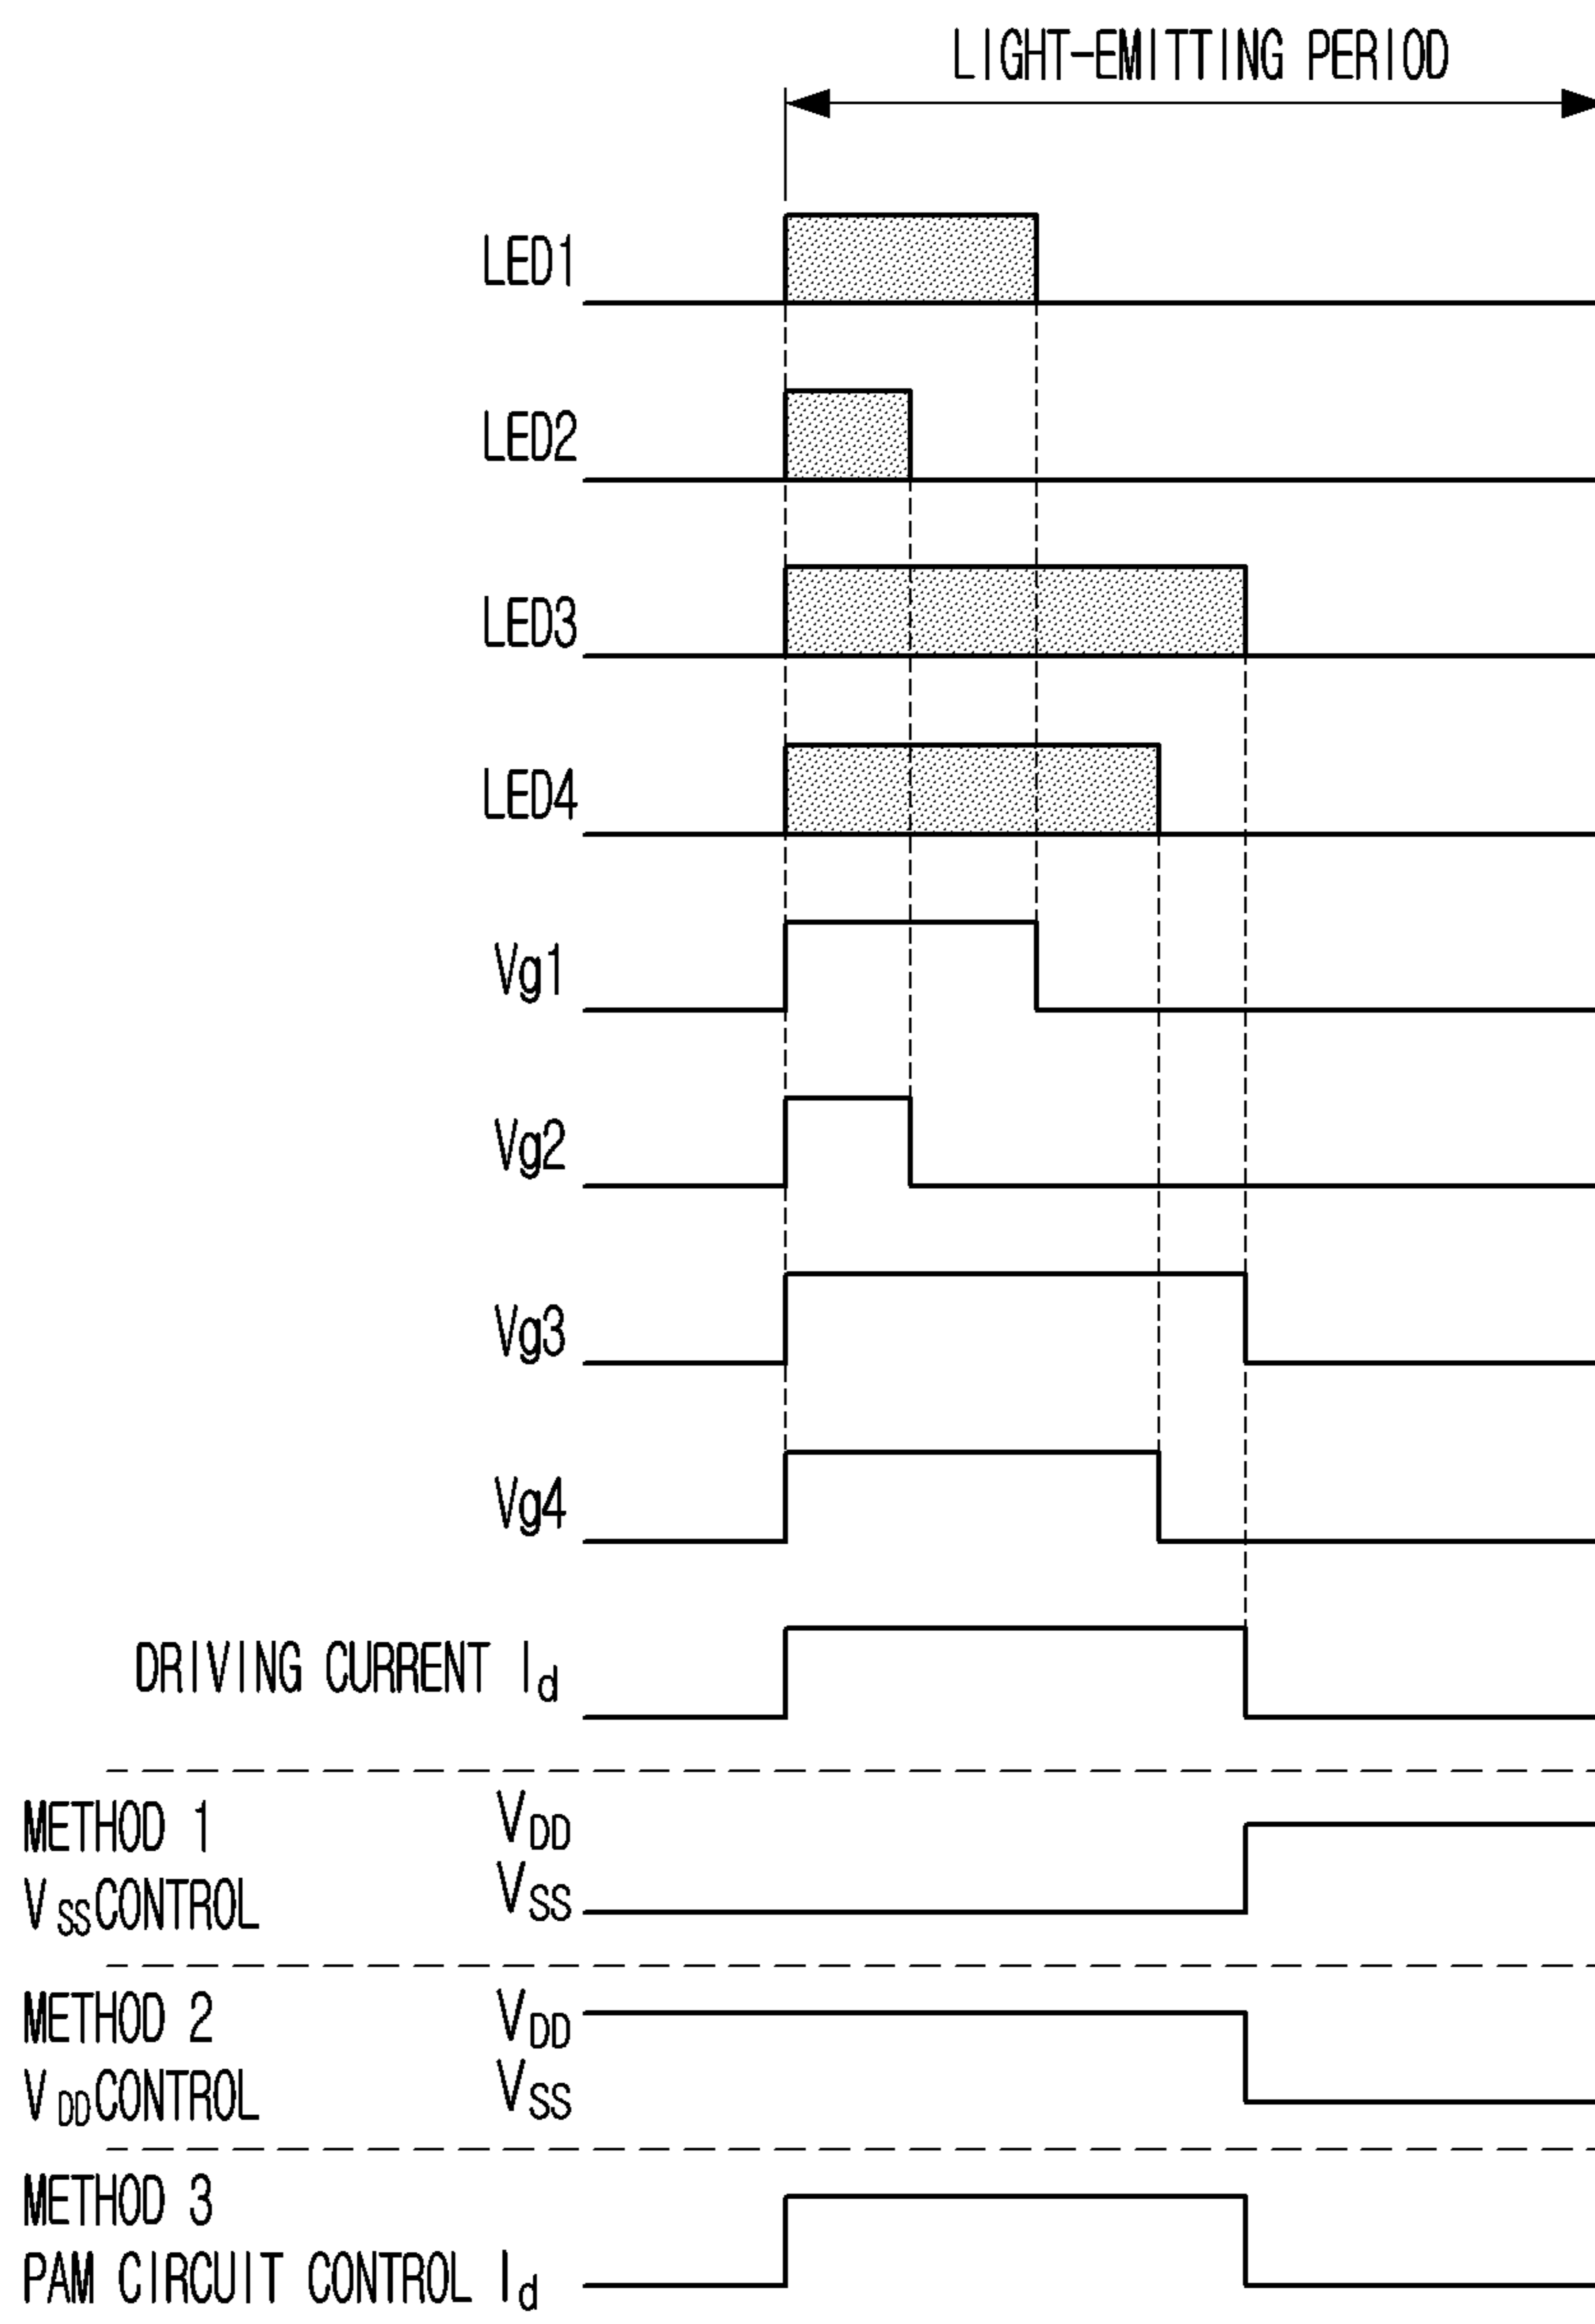 LIGHT-EMITTING PERIOD
LED1
LED2
LED3
LED4
Vg1
Vg2
Vg3
Vg4
DRIVING CURRENT Id
METHOD 1 VDD
VSS CONTROL VSS
METHOD 2 VDD
VDD CONTROL VSS
METHOD 3
PAM CIRCUIT CONTROL Id